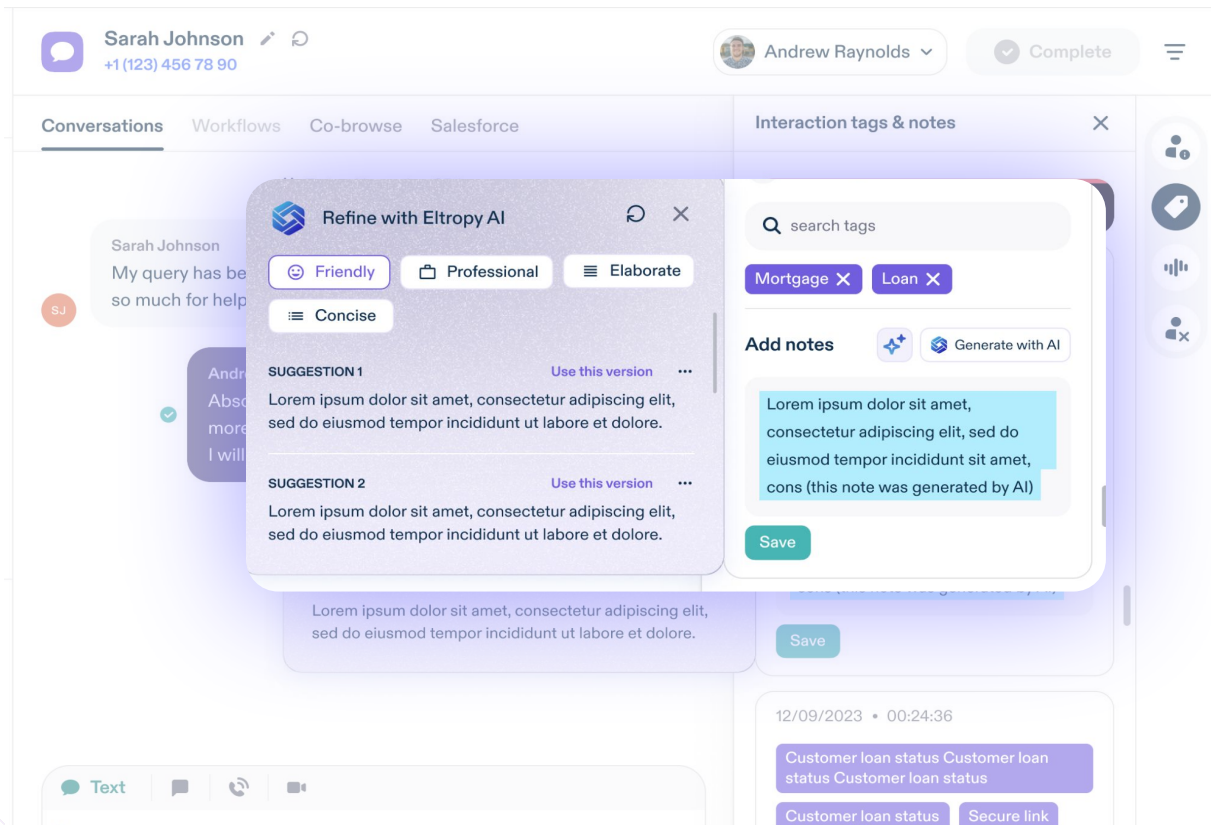 Sarah Johnson
+1 (123) 456 78 90
Andrew Raynolds
Complete
Conversations
Workflows
Co-browse
Salesforce
Interaction tags & notes
Sarah Johnson
My query has be
so much for help
SJ
Andre
Abso
more
I will
Refine with Eltropy AI
Friendly
Professional
Elaborate
Concise
SUGGESTION 1
Use this version
Lorem ipsum dolor sit amet, consectetur adipiscing elit,
sed do eiusmod tempor incididunt ut labore et dolore.
SUGGESTION 2
Use this version
Lorem ipsum dolor sit amet, consectetur adipiscing elit,
sed do eiusmod tempor incididunt ut labore et dolore.
search tags
Mortgage
Loan
Add notes
Generate with AI
Lorem ipsum dolor sit amet,
consectetur adipiscing elit, sed do
eiusmod tempor incididunt sit amet,
cons (this note was generated by AI)
Save
Lorem ipsum dolor sit amet, consectetur adipiscing elit,
sed do eiusmod tempor incididunt ut labore et dolore.
Save
12/09/2023 • 00:24:36
Customer loan status Customer loan
status Customer loan status
Customer loan status
Secure link
Text